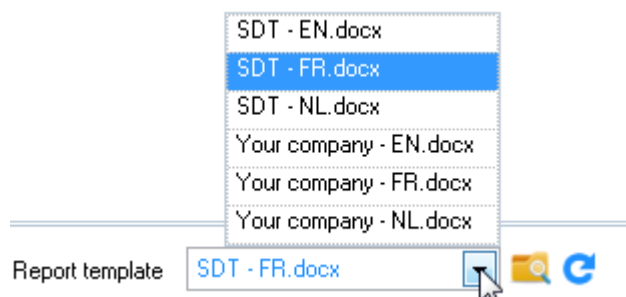 SDT - EN.docx
SDT - FR.docx
SDT - NL.docx
Your company - EN.docx
Your company - FR.docx
Your company - NL.docx
Report template SDT - FR.docx